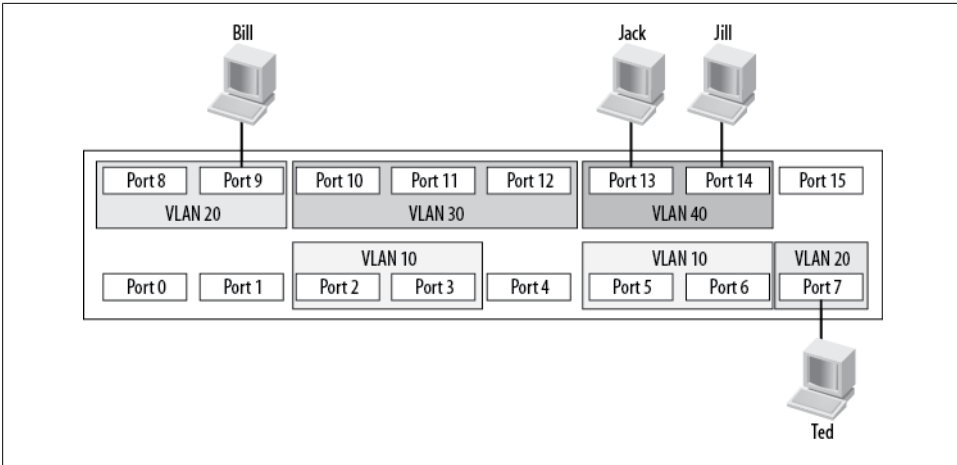 Bill Jack Jill
Port 8 Port 9 Port 10 Port 11 Port 12 Port 13 Port 14 Port 15
VLAN 20 VLAN 30 VLAN 40
VLAN 10 VLAN 10 VLAN 20
Port 0 Port 1 Port 2 Port 3 Port 4 Port 5 Port 6 Port 7
Ted